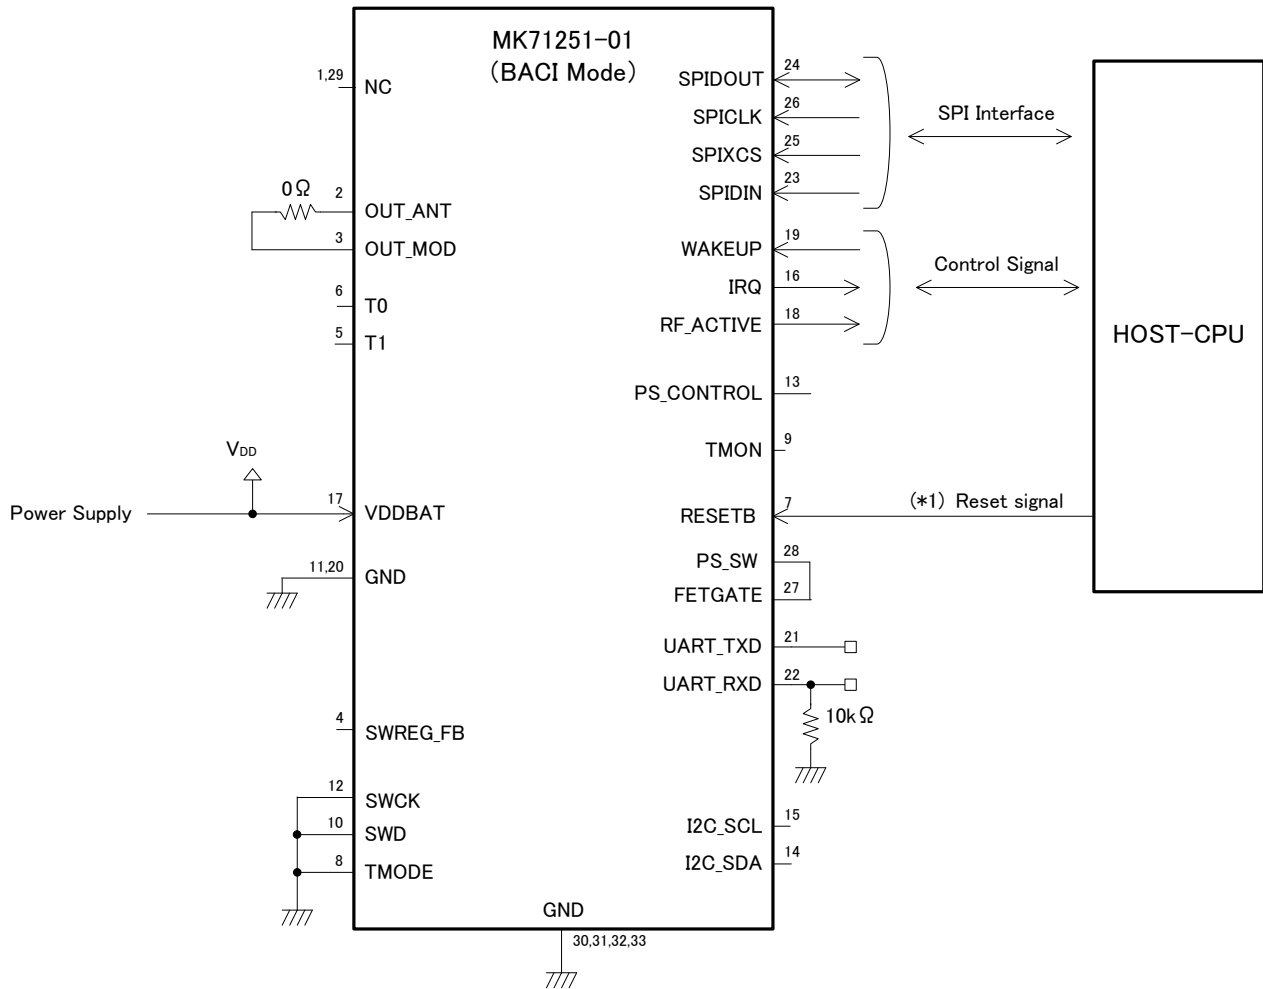 MK71251-01
(BACI Mode)
1,29
NC
2
0Ω
OUT_ANT
3
OUT_MOD
6
T0
5
T1
VDD
Power Supply
17
VDDBAT
11,20
GND
4
SWREG_FB
12
SWCK
10
SWD
8
TMODE
GND
30,31,32,33
SPIDOUT
24
SPICLK
26
SPIXCS
25
SPIDIN
23
SPI Interface
WAKEUP
19
IRQ
16
RF_ACTIVE
18
Control Signal
PS_CONTROL
13
TMON
9
RESETB
7
(*1) Reset signal
PS_SW
28
FETGATE
27
UART_TXD
21
UART_RXD
22
10kΩ
I2C_SCL
15
I2C_SDA
14
HOST-CPU